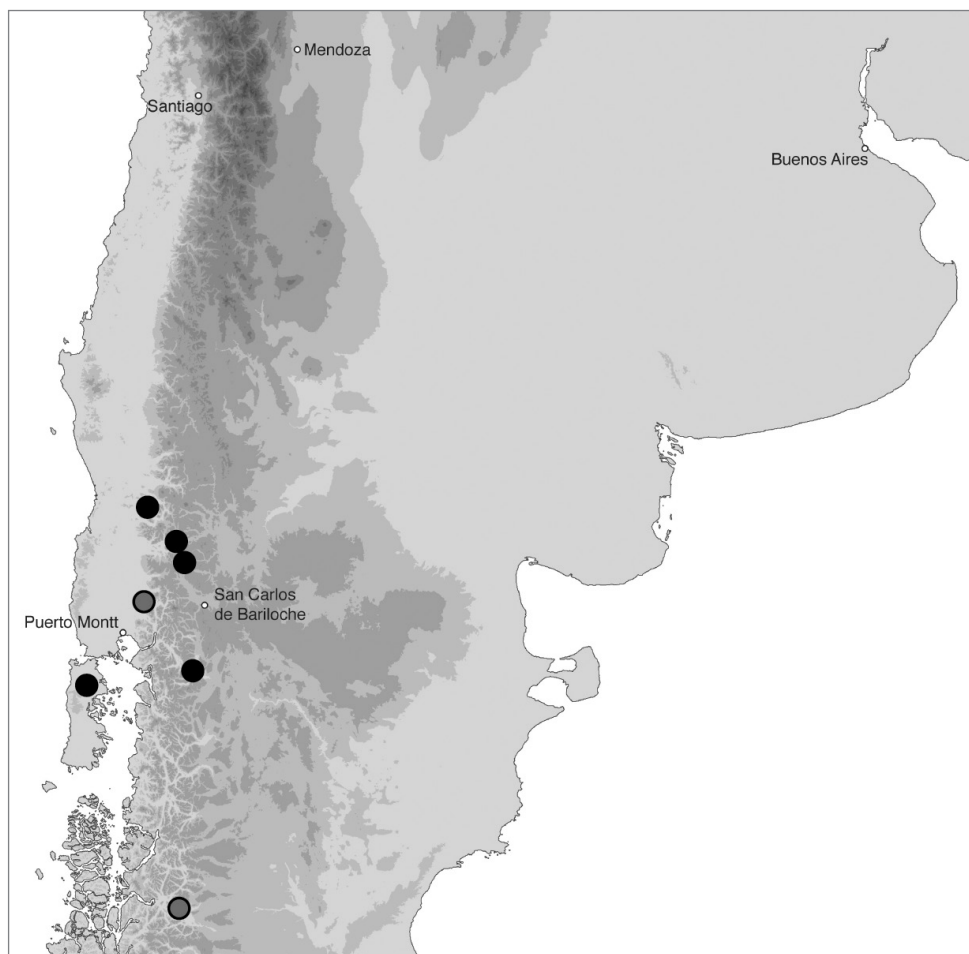 Mendoza
Santiago
Buenos Aires
San Carlos
de Bariloche
Puerto Montt